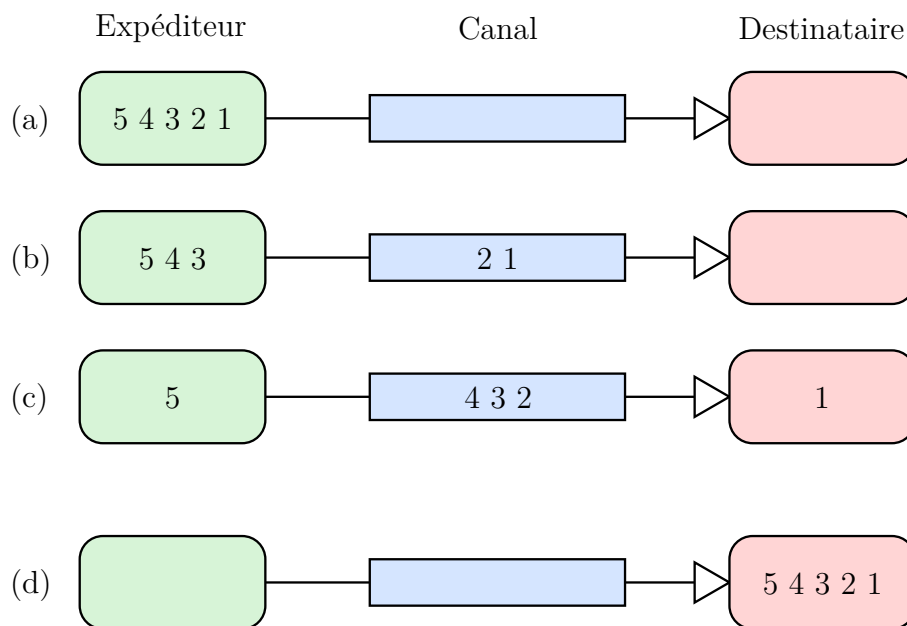 Expéditeur Canal Destinataire
(a) 5 4 3 2 1
(b) 5 4 3 2 1
(c) 5 4 3 2 1
(d) 5 4 3 2 1